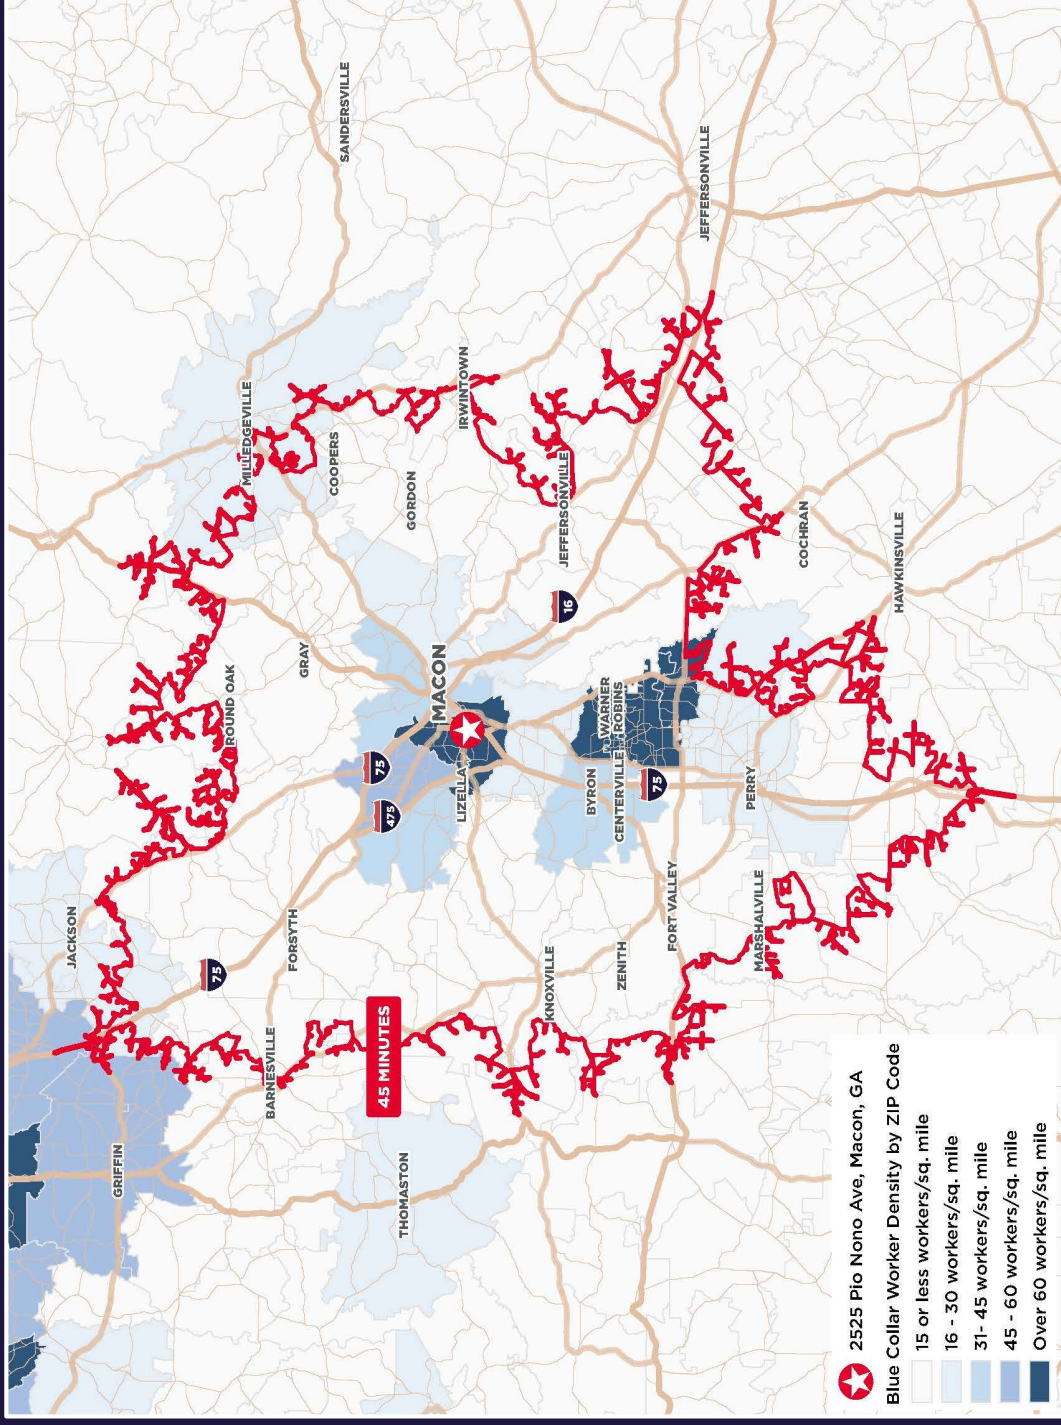 JACKSON
GRIFFIN
75
ROUND OAK
MILLEDGEVILLE
BARNESVILLE
FORSYTH
GRAY
COOPERS
SANDERSVILLE
75
45 MINUTES
475
THOMASTON
GORDON
MACON
LIZELLA
IRWINTOWN
KNOXVILLE
JEFFERSONVILLE
16
BYRON
WARNER
ROBINS
CENTERVILLE
ZENITH
75
FORT VALLEY
JEFFERSONVILLE
PERRY
MARSHALVILLE
COCHRAN
HAWKINSVILLE
2525 Pio Nono Ave, Macon, GA
Blue Collar Worker Density by ZIP Code
15 or less workers/sq. mile
16 - 30 workers/sq. mile
31- 45 workers/sq. mile
45 - 60 workers/sq. mile
Over 60 workers/sq. mile